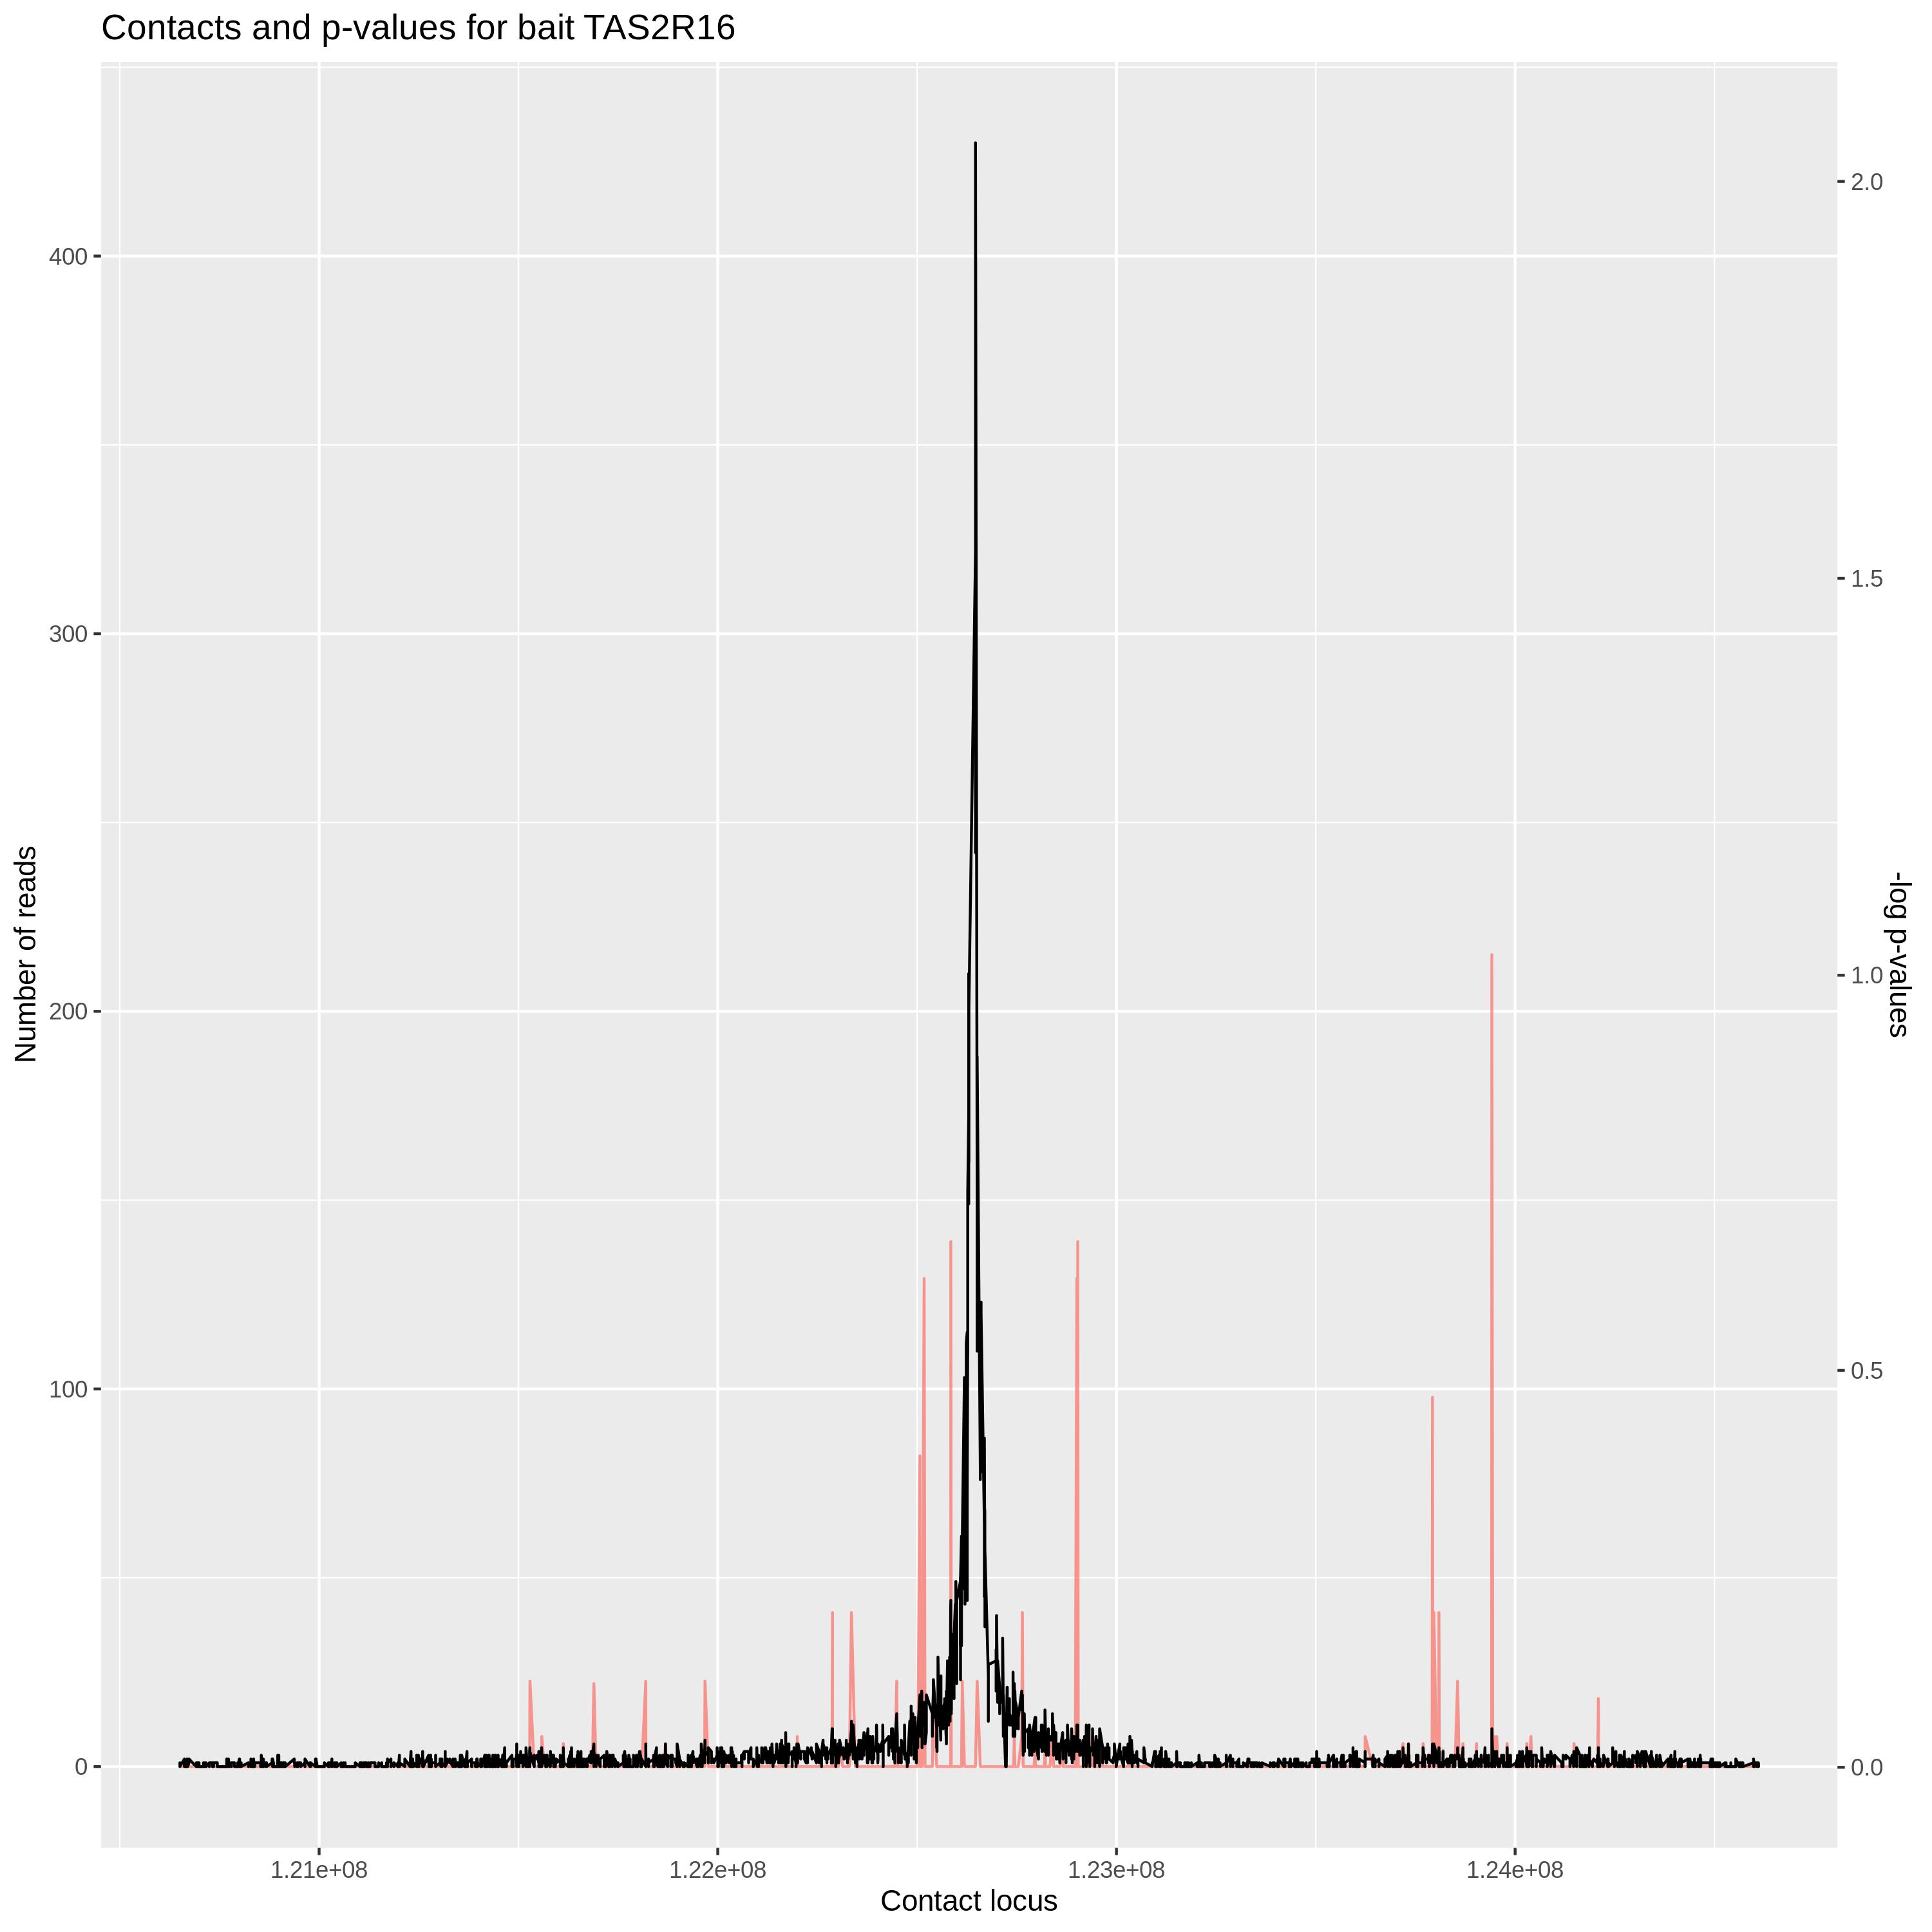 Contacts and p-values for bait TAS2R16
Number of reads
400
300
200
100
0
2.0
1.5
1.0
0.5
0.0
-log p-values
1.21e+08
1.22e+08
1.23e+08
1.24e+08
Contact locus